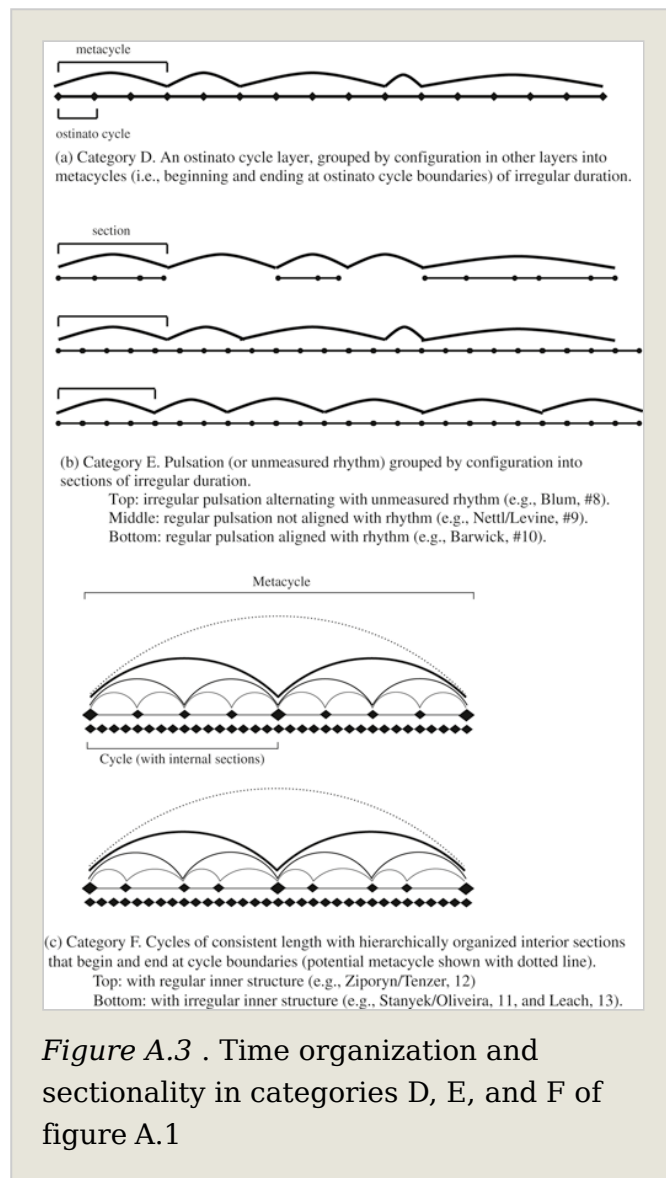 metacycle
ostinato cycle
(a) Category D. An ostinato cycle layer, grouped by configuration in other layers into
metacycles (i.e., beginning and ending at ostinato cycle boundaries) of irregular duration.
section
(b) Category E. Pulsation (or unmeasured rhythm) grouped by configuration into
sections of irregular duration.
Top: irregular pulsation alternating with unmeasured rhythm (e.g., Blum, #8).
Middle: regular pulsation not aligned with rhythm (e.g., Nettl/Levine, #9).
Bottom: regular pulsation aligned with rhythm (e.g., Barwick, #10).
Metacycle
Cycle (with internal sections)
(c) Category F. Cycles of consistent length with hierarchically organized interior sections
that begin and end at cycle boundaries (potential metacycle shown with dotted line).
Top: with regular inner structure (e.g., Ziporyn/Tenzer, 12)
Bottom: with irregular inner structure (e.g., Stanyek/Oliveira, 11, and Leach, 13).
Figure A.3 . Time organization and
sectionality in categories D, E, and F of
figure A.1